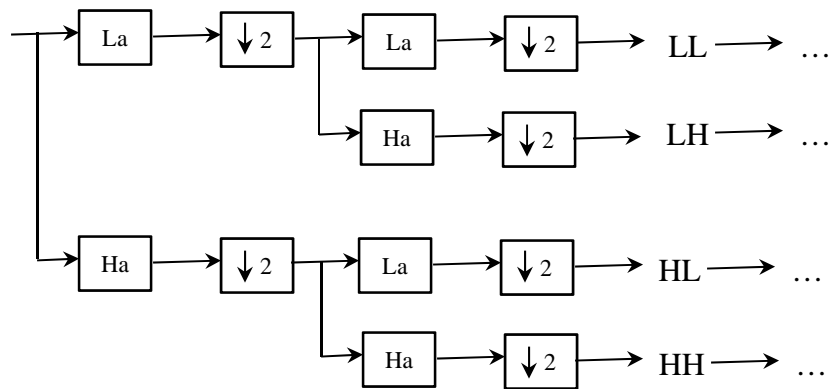 La ↓ 2 La ↓ 2 LL …
Ha ↓ 2 LH …
Ha ↓ 2 La ↓ 2 HL …
Ha ↓ 2 HH …